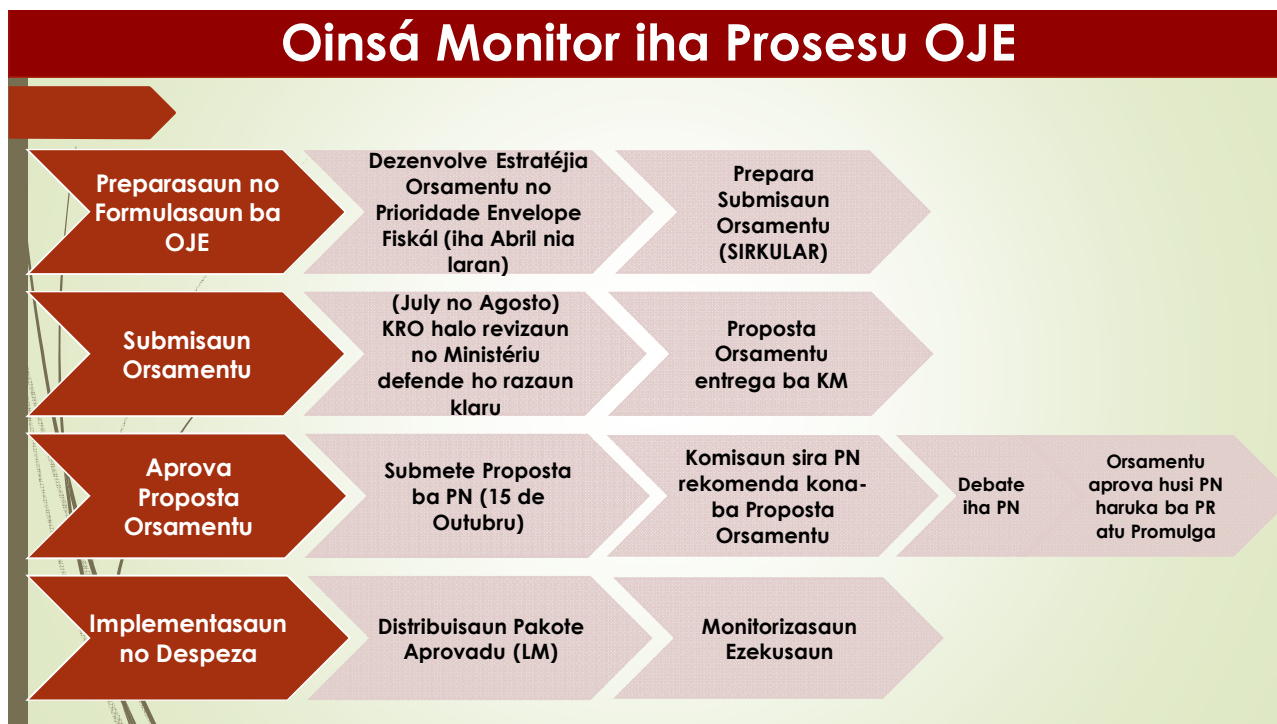 Oinsá Monitor iha Prosesu OJE
Preparasaun no
Formulasaun ba
OJE
Dezenvolve Estratéjia
Orsamentu no
Prioridade Envelope
Fiskál (iha Abril nia
laran)
Prepara
Submisaun
Orsamentu
(SIRKULAR)
Submisaun
Orsamentu
(July no Agosto)
KRO halo revizaun
no Ministériu
defende ho razaun
klaru
Proposta
Orsamentu
entrega ba KM
Aprova
Proposta
Orsamentu
Submete Proposta
ba PN (15 de
Outubru)
Komisaun sira PN
rekomenda kona-
ba Proposta
Orsamentu
Debate
iha PN
Orsamentu
aprova husi PN
haruka ba PR
atu Promulga
Implementasaun
no Despeza
Distribuisaun Pakote
Aprovadu (LM)
Monitorizasaun
Ezekusaun